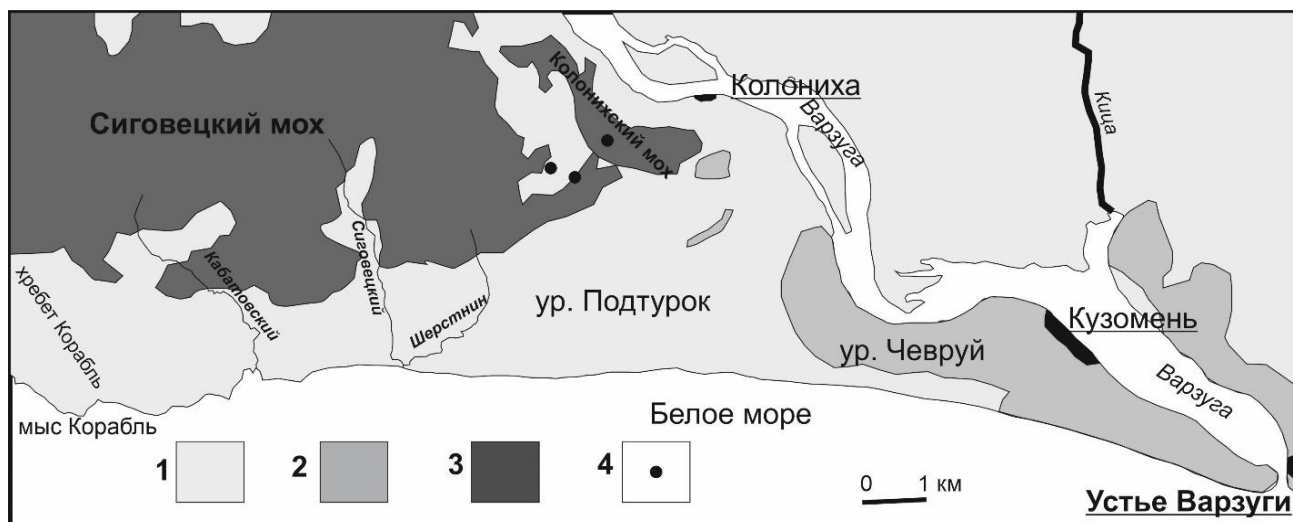 Колониха
Кица
Колонихский мох
Варзуга
Сиговецкий мох
хребет Корабль
Кабатовский
Сиговецкий
Шерстнин
ур. Подтурок
Кузомень
ур. Чевруй
Варзуга
Белое море
мыс Корабль
1
2
3
4
0 1 км
Устье Варзуги